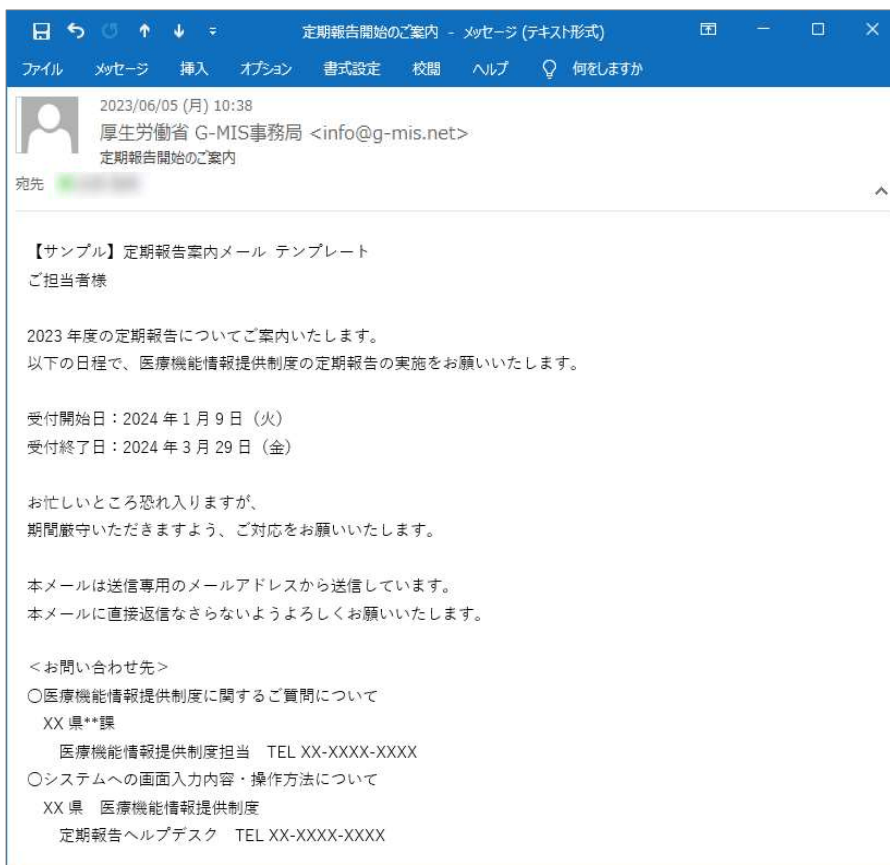 定期報告開始のご案内 - メッセージ (テキスト形式)
ファイル メッセージ 挿入 オプション 書式設定 校閲 ヘルプ 何をしますか
2023/06/05 (月) 10:38
厚生労働省 G-MIS事務局 <info@g-mis.net>
定期報告開始のご案内
宛先
【サンプル】定期報告案内メール テンプレート
ご担当者様
2023 年度の定期報告についてご案内いたします。
以下の日程で、医療機能情報提供制度の定期報告の実施をお願いいたします。
受付開始日：2024 年 1 月 9 日（火）
受付終了日：2024 年 3 月 29 日（金）
お忙しいところ恐れ入りますが、
期間厳守いただきますよう、ご対応をお願いいたします。
本メールは送信専用のメールアドレスから送信しています。
本メールに直接返信なさらないようよろしくお願いいたします。
＜お問い合わせ先＞
○医療機能情報提供制度に関するご質問について
XX 県**課
医療機能情報提供制度担当 TEL XX-XXXX-XXXX
○システムへの画面入力内容・操作方法について
XX 県 医療機能情報提供制度
定期報告ヘルプデスク TEL XX-XXXX-XXXX